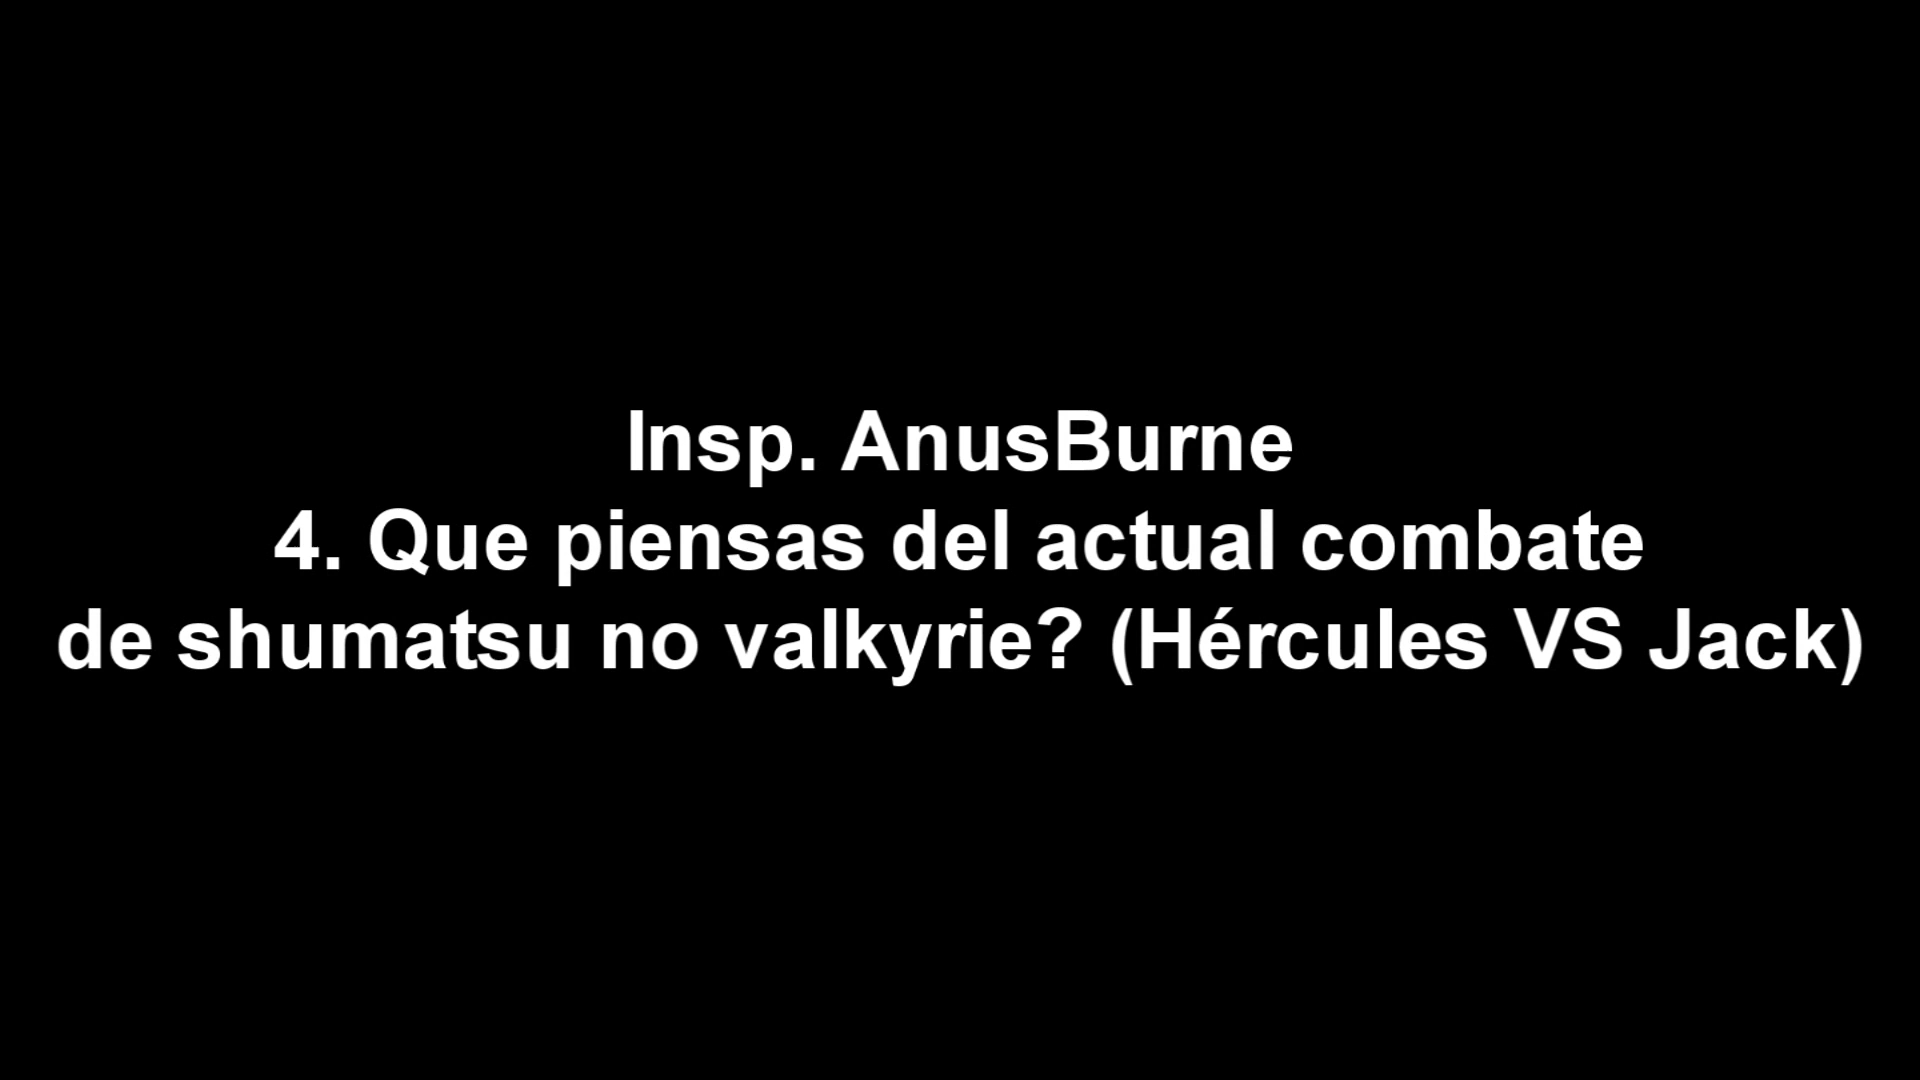 Insp. AnusBurne
4. Que piensas del actual combate
de shumatsu no valkyrie? (Hércules VS Jack)